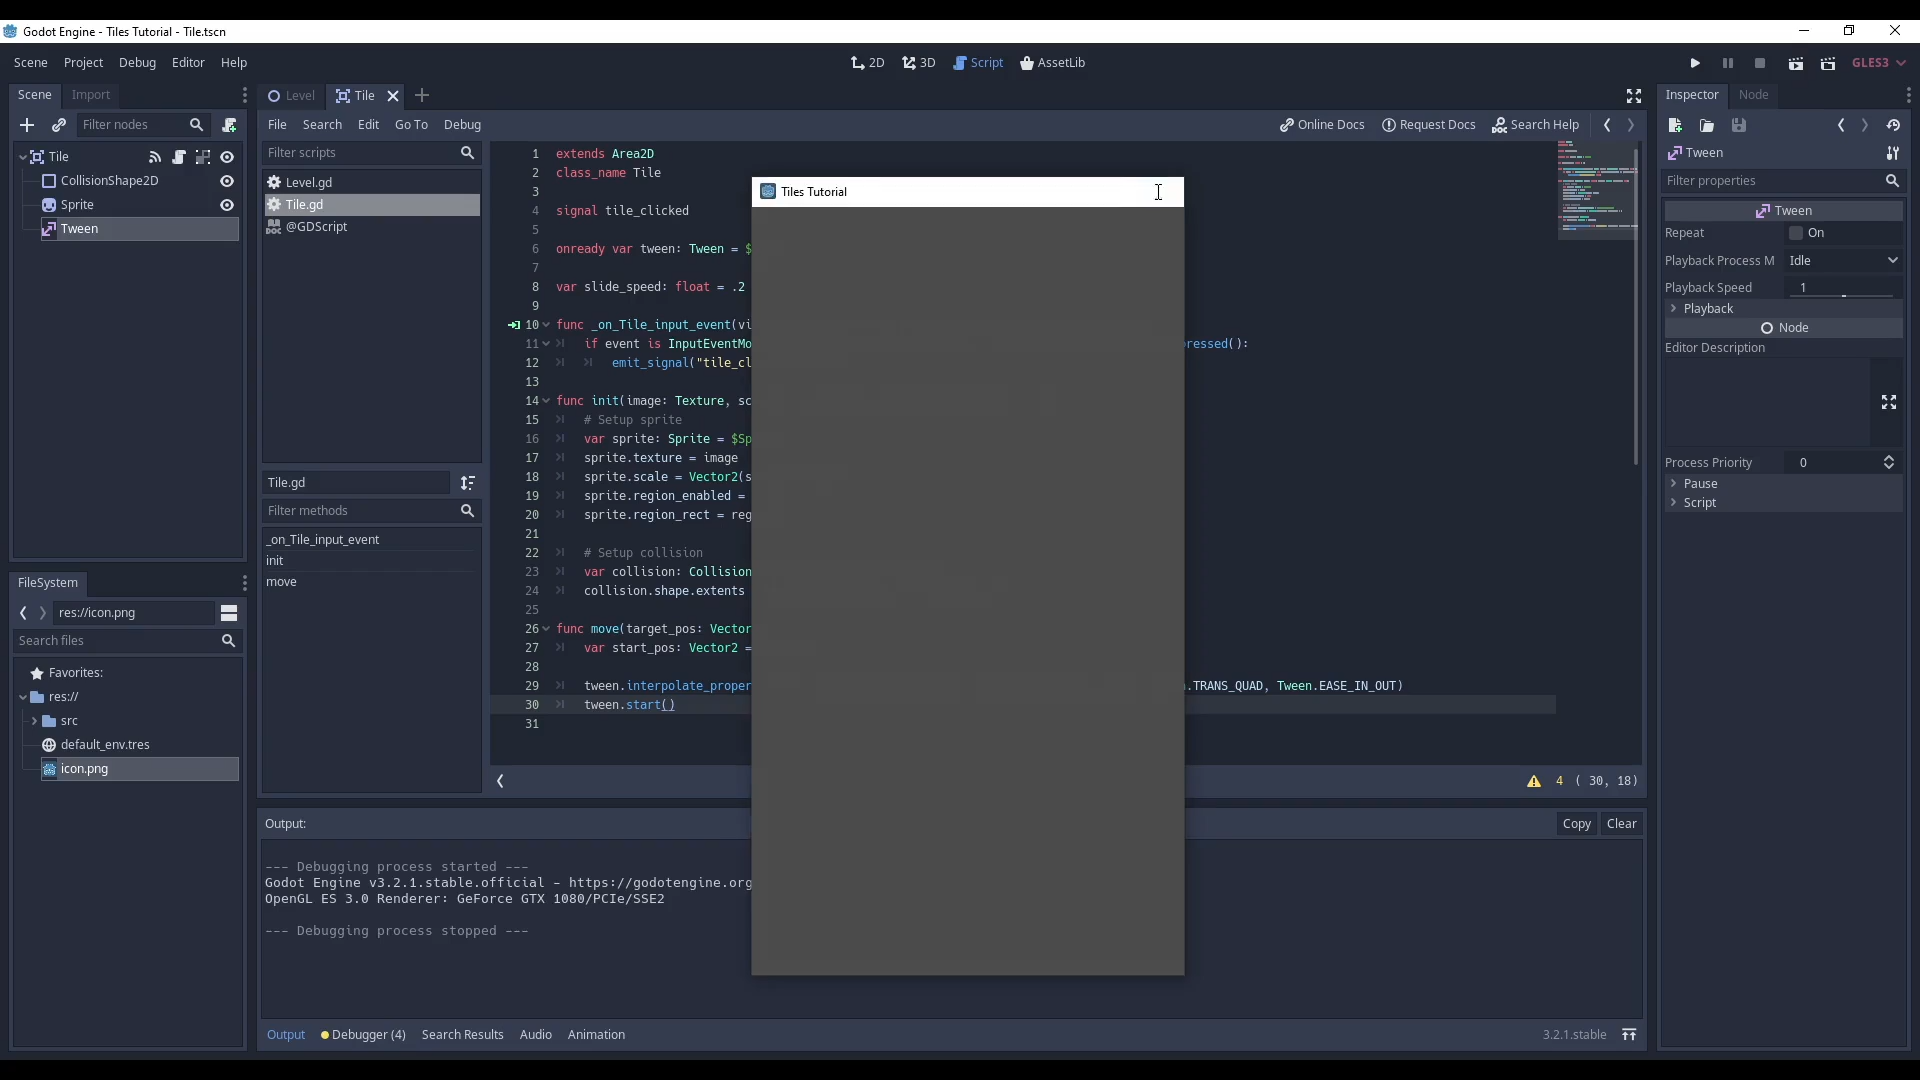 Godot Engine - Tiles Tutorial - Tile.tscn
Scene Project Debug Editor Help
2D 3D Script AssetLib
GLES3
Scene Import
Filter nodes
Tile
CollisionShape2D
Sprite
Tween
FileSystem
res://icon.png
Search files
Favorites:
res://
src
default_env.tres
icon.png
Level Tile
File Search Edit Go To Debug
Online Docs Request Docs Search Help
Filter scripts
Level.gd
Tile.gd
@GDScript
Tile.gd
Filter methods
_on_Tile_input_event
init
move
1 extends Area2D
2 class_name Tile
3
4 signal tile_clicked
5
6 onready var tween: Tween = $
7
8 var slide_speed: float = .2
9
10 func _on_Tile_input_event(vi
11 if event is InputEventMo ressed():
12 emit_signal("tile_cl
13
14 func init(image: Texture, sc
15 # Setup sprite
16 var sprite: Sprite = $Sp
17 sprite.texture = image
18 sprite.scale = Vector2(s
19 sprite.region_enabled =
20 sprite.region_rect = reg
21
22 # Setup collision
23 var collision: Collision
24 collision.shape.extents
25
26 func move(target_pos: Vector
27 var start_pos: Vector2 =
28
29 tween.interpolate_proper .TRANS_QUAD, Tween.EASE_IN_OUT)
30 tween.start()
31
4 ( 30, 18)
Tiles Tutorial
Output:
Copy Clear
--- Debugging process started ---
Godot Engine v3.2.1.stable.official - https://godotengine.org
OpenGL ES 3.0 Renderer: GeForce GTX 1080/PCIe/SSE2
--- Debugging process stopped ---
Output Debugger (4) Search Results Audio Animation
3.2.1.stable
Inspector Node
Tween
Filter properties
Tween
Repeat On
Playback Process M Idle
Playback Speed 1
Playback
Node
Editor Description
Process Priority 0
Pause
Script